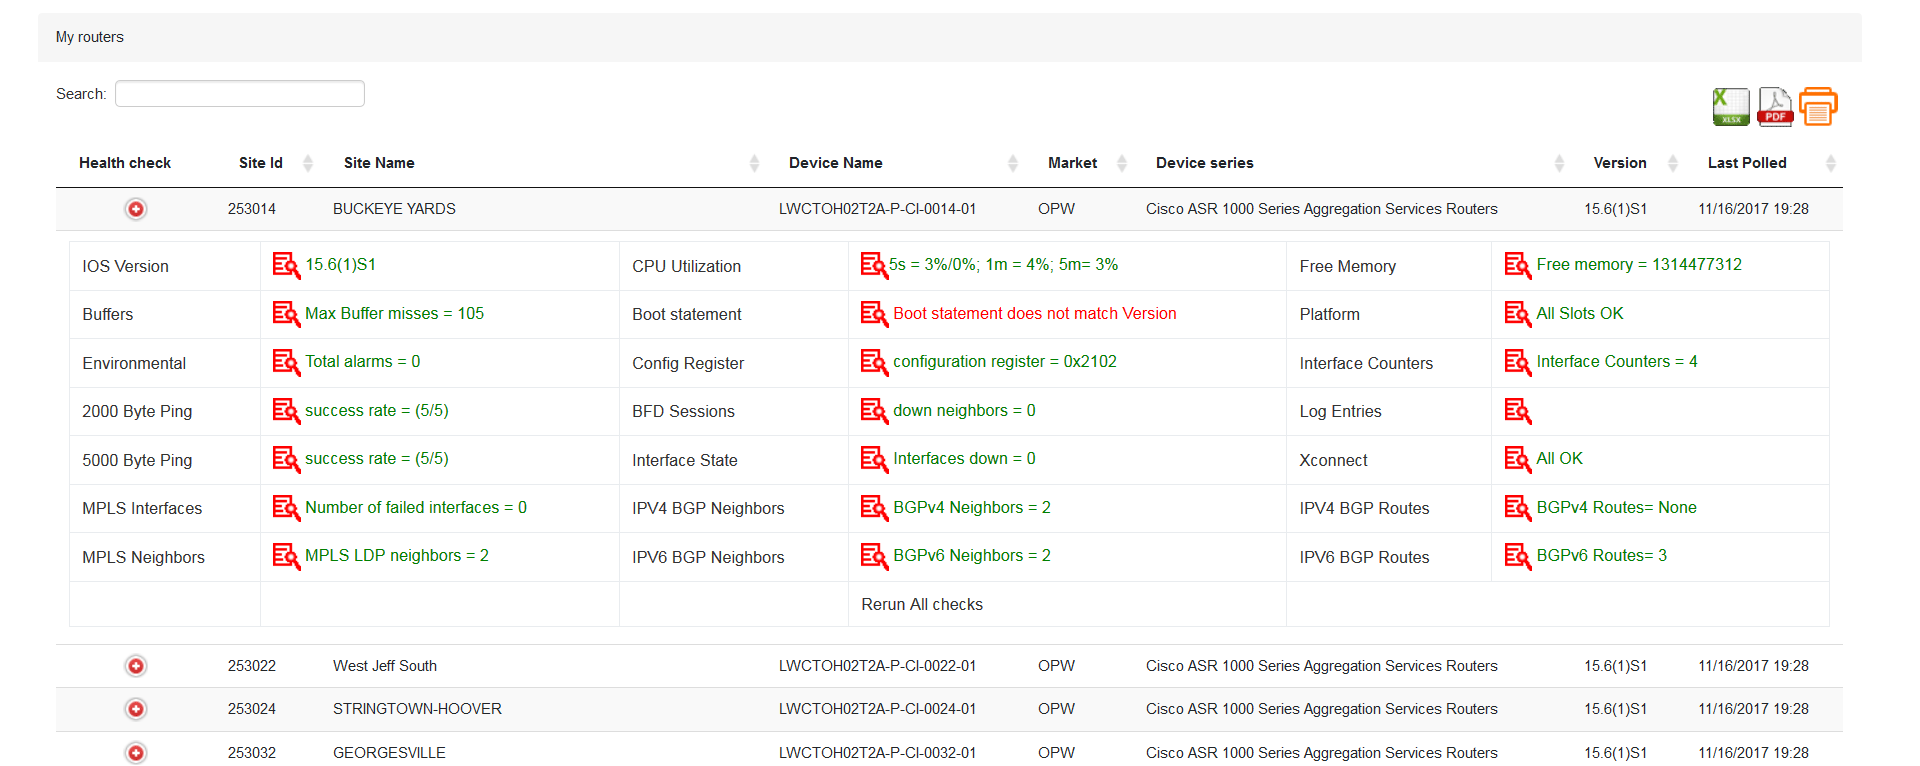 My routers
Search:
XLSX PDF
Health check Site Id Site Name Device Name Market Device series Version Last Polled
253014 BUCKEYE YARDS LWCTOH02T2A-P-CI-0014-01 OPW Cisco ASR 1000 Series Aggregation Services Routers 15.6(1)S1 11/16/2017 19:28
IOS Version 15.6(1)S1 CPU Utilization 5s = 3%/0%; 1m = 4%; 5m= 3% Free Memory Free memory = 1314477312
Buffers Max Buffer misses = 105 Boot statement Boot statement does not match Version Platform All Slots OK
Environmental Total alarms = 0 Config Register configuration register = 0x2102 Interface Counters Interface Counters = 4
2000 Byte Ping success rate = (5/5) BFD Sessions down neighbors = 0 Log Entries
5000 Byte Ping success rate = (5/5) Interface State Interfaces down = 0 Xconnect All OK
MPLS Interfaces Number of failed interfaces = 0 IPV4 BGP Neighbors BGPv4 Neighbors = 2 IPV4 BGP Routes BGPv4 Routes= None
MPLS Neighbors MPLS LDP neighbors = 2 IPV6 BGP Neighbors BGPv6 Neighbors = 2 IPV6 BGP Routes BGPv6 Routes= 3
Rerun All checks
253022 West Jeff South LWCTOH02T2A-P-CI-0022-01 OPW Cisco ASR 1000 Series Aggregation Services Routers 15.6(1)S1 11/16/2017 19:28
253024 STRINGTOWN-HOOVER LWCTOH02T2A-P-CI-0024-01 OPW Cisco ASR 1000 Series Aggregation Services Routers 15.6(1)S1 11/16/2017 19:28
253032 GEORGESVILLE LWCTOH02T2A-P-CI-0032-01 OPW Cisco ASR 1000 Series Aggregation Services Routers 15.6(1)S1 11/16/2017 19:28